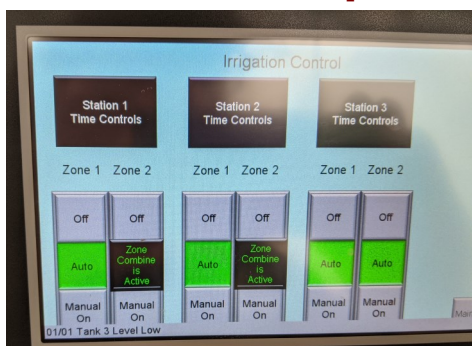 Irrigation Control
Station 1
Time Controls
Station 2
Time Controls
Station 3
Time Controls
Zone 1 Zone 2
Zone 1 Zone 2
Zone 1 Zone 2
Off
Off
Off
Off
Off
Off
Auto
Zone
Combine
is
Active
Auto
Zone
Combine
is
Active
Auto
Auto
Manual
On
Manual
On
Manual
On
Manual
On
Manual
On
Manual
On
01/01 Tank 3 Level Low